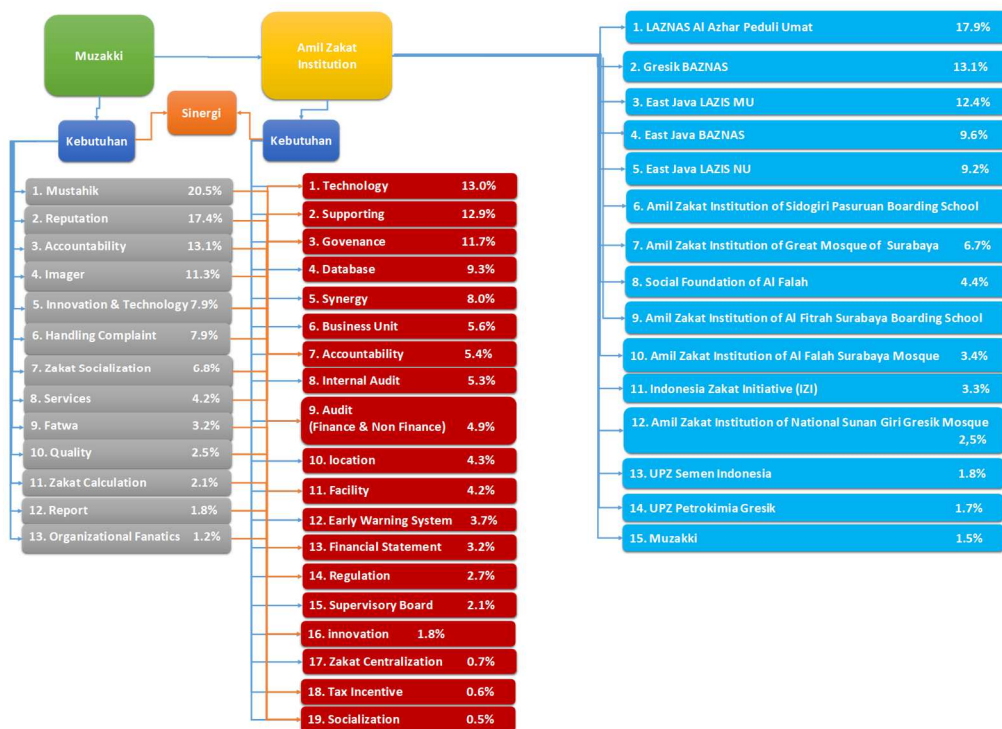 Muzakki
Amil Zakat
Institution
Sinergi
Kebutuhan
Kebutuhan
1. Mustahik 20.5%
2. Reputation 17.4%
3. Accountability 13.1%
4. Imager 11.3%
5. Innovation & Technology 7.9%
6. Handling Complaint 7.9%
7. Zakat Socialization 6.8%
8. Services 4.2%
9. Fatwa 3.2%
10. Quality 2.5%
11. Zakat Calculation 2.1%
12. Report 1.8%
13. Organizational Fanatics 1.2%
1. Technology 13.0%
2. Supporting 12.9%
3. Govenance 11.7%
4. Database 9.3%
5. Synergy 8.0%
6. Business Unit 5.6%
7. Accountability 5.4%
8. Internal Audit 5.3%
9. Audit
(Finance & Non Finance) 4.9%
10. location 4.3%
11. Facility 4.2%
12. Early Warning System 3.7%
13. Financial Statement 3.2%
14. Regulation 2.7%
15. Supervisory Board 2.1%
16. innovation 1.8%
17. Zakat Centralization 0.7%
18. Tax Incentive 0.6%
19. Socialization 0.5%
1. LAZNAS Al Azhar Peduli Umat 17.9%
2. Gresik BAZNAS 13.1%
3. East Java LAZIS MU 12.4%
4. East Java BAZNAS 9.6%
5. East Java LAZIS NU 9.2%
6. Amil Zakat Institution of Sidogiri Pasuruan Boarding School
7. Amil Zakat Institution of Great Mosque of Surabaya 6.7%
8. Social Foundation of Al Falah 4.4%
9. Amil Zakat Institution of Al Fitrah Surabaya Boarding School
10. Amil Zakat Institution of Al Falah Surabaya Mosque 3.4%
11. Indonesia Zakat Initiative (IZI) 3.3%
12. Amil Zakat Institution of National Sunan Giri Gresik Mosque
2,5%
13. UPZ Semen Indonesia 1.8%
14. UPZ Petrokimia Gresik 1.7%
15. Muzakki 1.5%